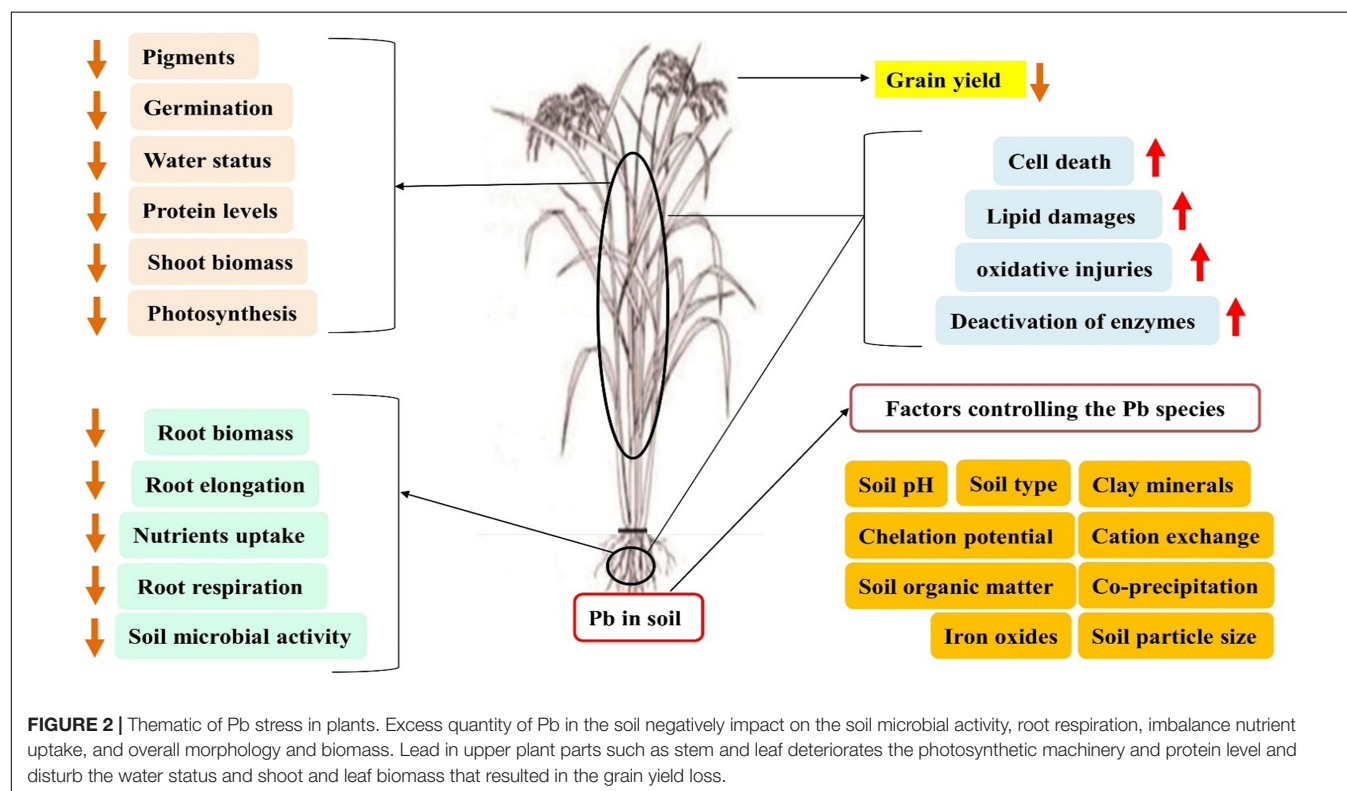 Pigments
Germination
Water status
Protein levels
Shoot biomass
Photosynthesis
Root biomass
Root elongation
Nutrients uptake
Root respiration
Soil microbial activity
Pb in soil
Grain yield
Cell death
Lipid damages
oxidative injuries
Deactivation of enzymes
Factors controlling the Pb species
Soil pH Soil type Clay minerals
Chelation potential Cation exchange
Soil organic matter Co-precipitation
Iron oxides Soil particle size
FIGURE 2 | Thematic of Pb stress in plants. Excess quantity of Pb in the soil negatively impact on the soil microbial activity, root respiration, imbalance nutrient
uptake, and overall morphology and biomass. Lead in upper plant parts such as stem and leaf deteriorates the photosynthetic machinery and protein level and
disturb the water status and shoot and leaf biomass that resulted in the grain yield loss.